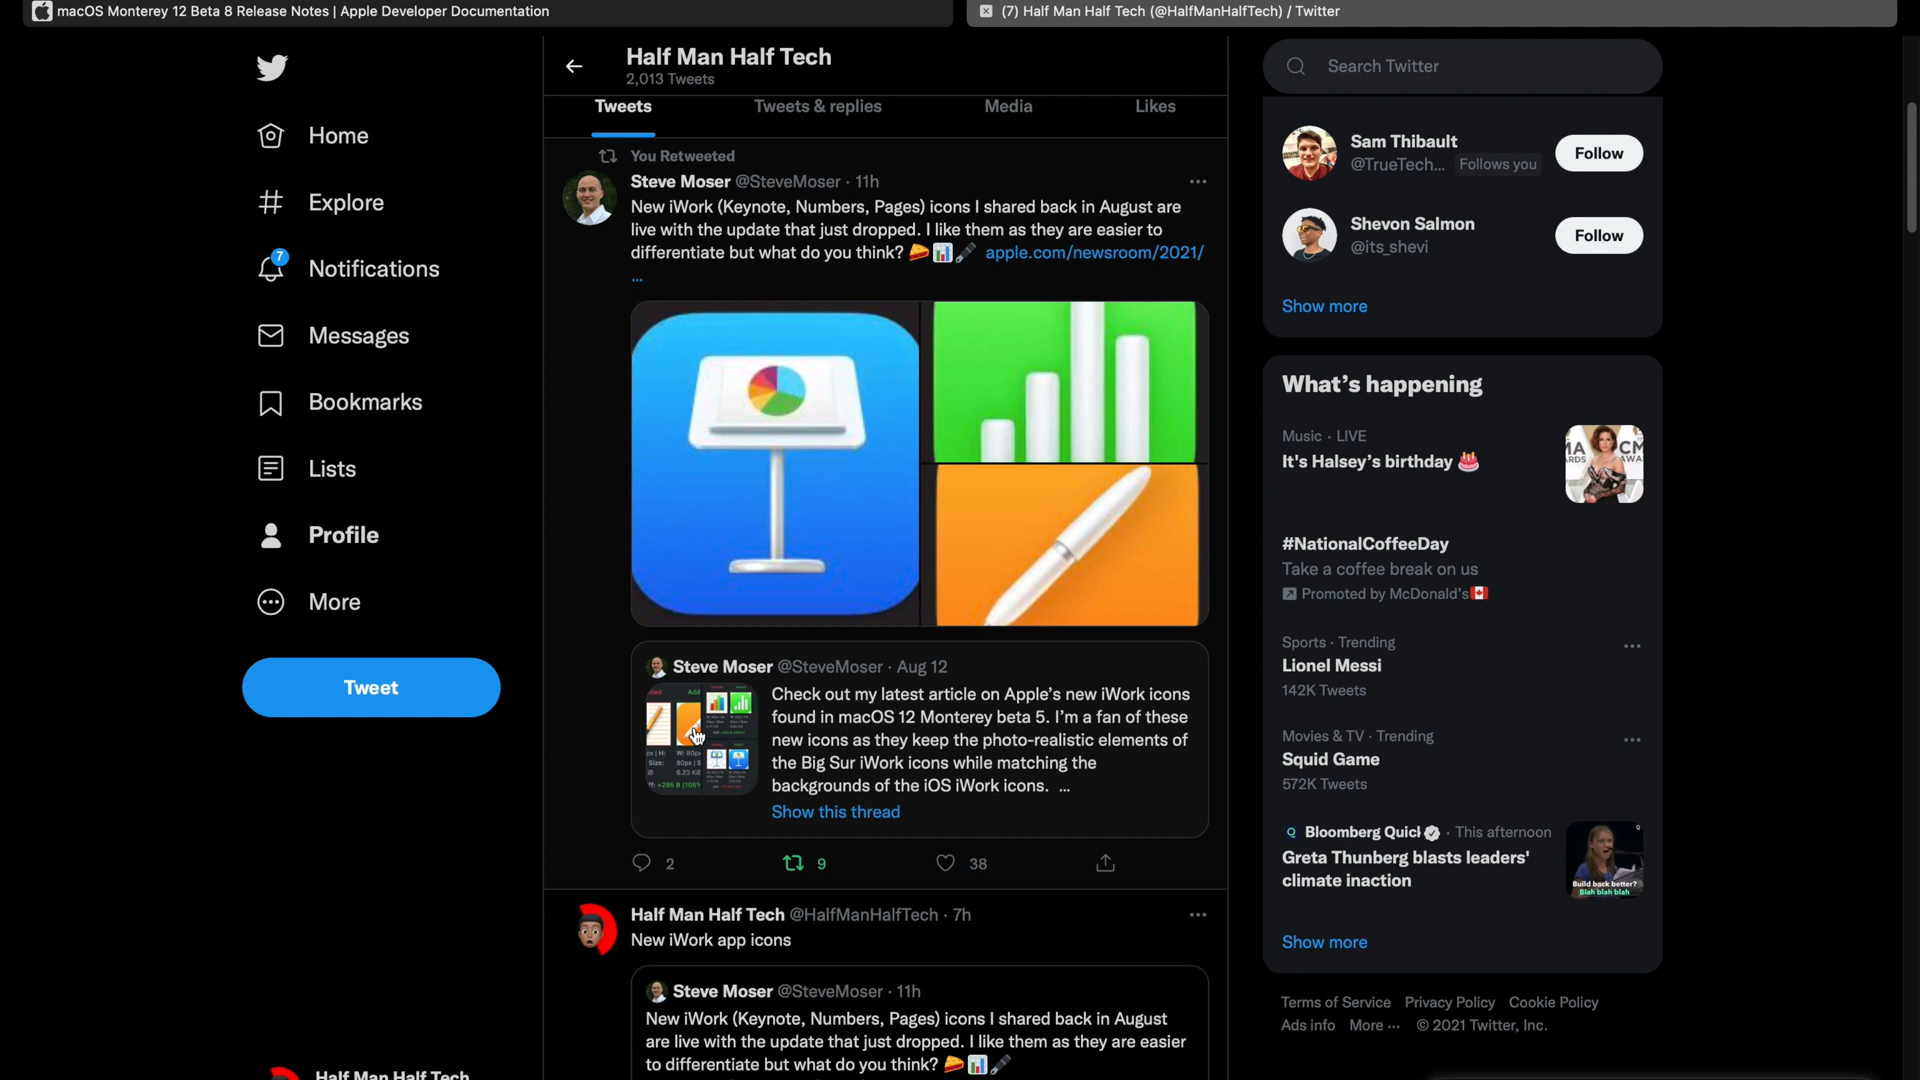 macOS Monterey 12 Beta 8 Release Notes | Apple Developer Documentation
(7) Half Man Half Tech (@HalfManHalfTech) / Twitter
Home
Explore
7
Notifications
Messages
Bookmarks
Lists
Profile
More
Tweet
Half Man Half Tech
Half Man Half Tech
2,013 Tweets
Tweets
Tweets & replies
Media
Likes
You Retweeted
Steve Moser @SteveMoser · 11h
New iWork (Keynote, Numbers, Pages) icons I shared back in August are
live with the update that just dropped. I like them as they are easier to
differentiate but what do you think? 🧀📊🖋️ apple.com/newsroom/2021/
…
Steve Moser @SteveMoser · Aug 12
Check out my latest article on Apple’s new iWork icons
found in macOS 12 Monterey beta 5. I’m a fan of these
new icons as they keep the photo-realistic elements of
the Big Sur iWork icons while matching the
backgrounds of the iOS iWork icons. …
Show this thread
2
9
38
Half Man Half Tech @HalfManHalfTech · 7h
New iWork app icons
Steve Moser @SteveMoser · 11h
New iWork (Keynote, Numbers, Pages) icons I shared back in August
are live with the update that just dropped. I like them as they are easier
to differentiate but what do you think? 🧀📊🖋️
Search Twitter
Sam Thibault
@TrueTech... Follows you
Follow
Shevon Salmon
@its_shevi
Follow
Show more
What’s happening
Music · LIVE
It's Halsey’s birthday 🎂
#NationalCoffeeDay
Take a coffee break on us
Promoted by McDonald's🇨🇦
Sports · Trending
Lionel Messi
142K Tweets
Movies & TV · Trending
Squid Game
572K Tweets
Bloomberg Quick · This afternoon
Greta Thunberg blasts leaders'
climate inaction
Build back better?
Blah blah blah
Show more
Terms of Service Privacy Policy Cookie Policy
Ads info More ··· © 2021 Twitter, Inc.